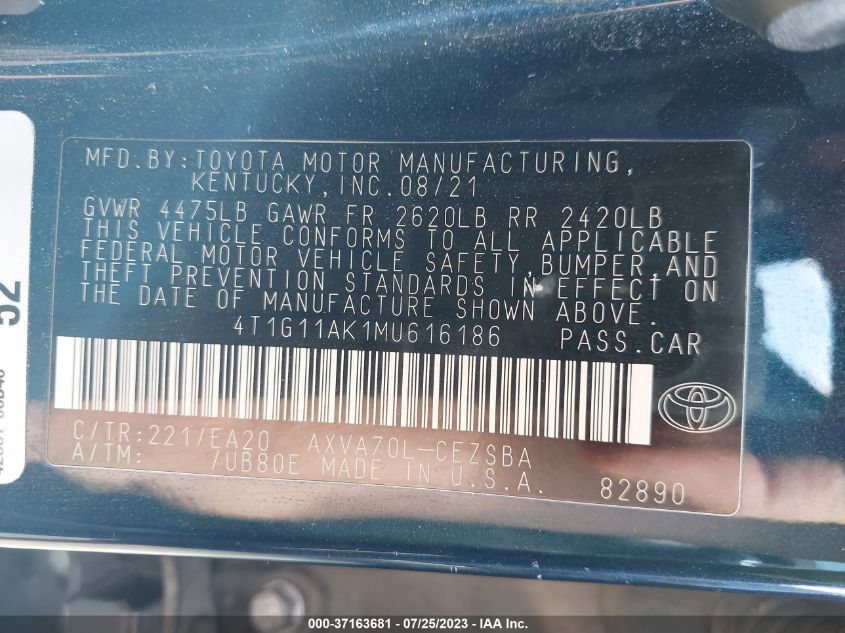 MFD.BY:TOYOTA MOTOR MANUFACTURING,
KENTUCKY,INC.08/21
GVWR 4475LB GAWR FR 2620LB RR 2420LB
THIS VEHICLE CONFORMS TO ALL APPLICABLE
FEDERAL MOTOR VEHICLE SAFETY,BUMPER,AND
THEFT PREVENTION STANDARDS IN EFFECT ON
THE DATE OF MANUFACTURE SHOWN ABOVE.
4T1G11AK1MU616186 PASS.CAR
C/TR:221/EA20 AXVA70L-CEZSBA
A/TM: 7UB80E MADE IN U.S.A. 82890
52
000-37163681 / 07/25/2023 - IAA Inc.